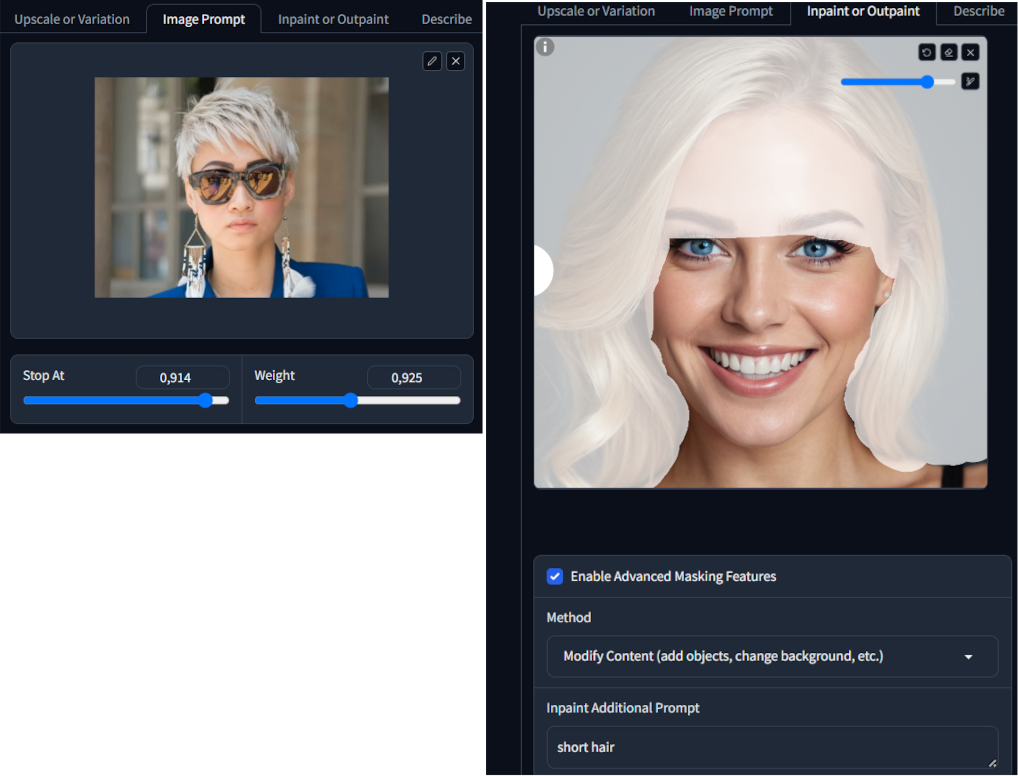 Upscale or Variation
Image Prompt
Inpaint or Outpaint
Describe
Stop At
0,914
Weight
0,925
Upscale or Variation
Image Prompt
Inpaint or Outpaint
Describe
Enable Advanced Masking Features
Method
Modify Content (add objects, change background, etc.)
Inpaint Additional Prompt
short hair